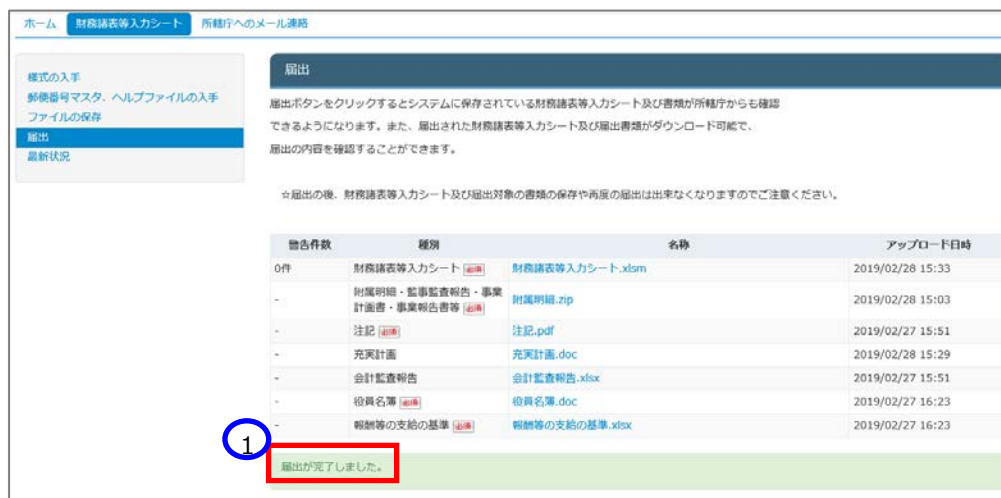 ホーム 財務諸表等入力シート 所轄庁へのメール連絡
様式の入手
郵便番号マスタ、ヘルプファイルの入手
ファイルの保存
届出
最新状況
届出
届出ボタンをクリックするとシステムに保存されている財務諸表等入力シート及び書類が所轄庁からも確認
できるようになります。また、届出された財務諸表等入力シート及び届出書類がダウンロード可能で、
届出の内容を確認することができます。
☆届出の後、財務諸表等入力シート及び届出対象の書類の保存や再度の届出は出来なくなりますのでご注意ください。
警告件数 種別 名称 アップロード日時
0件 財務諸表等入力シート 必須 財務諸表等入力シート.xlsm 2019/02/28 15:33
- 附属明細・監事監査報告・事業
計画書・事業報告書等 必須 附属明細.zip 2019/02/28 15:03
- 注記 必須 注記.pdf 2019/02/27 15:51
- 充実計画 充実計画.doc 2019/02/28 15:29
- 会計監査報告 会計監査報告.xlsx 2019/02/27 15:51
- 役員名簿 必須 役員名簿.doc 2019/02/27 16:23
- 報酬等の支給の基準 必須 報酬等の支給の基準.xlsx 2019/02/27 16:23
1
届出が完了しました。